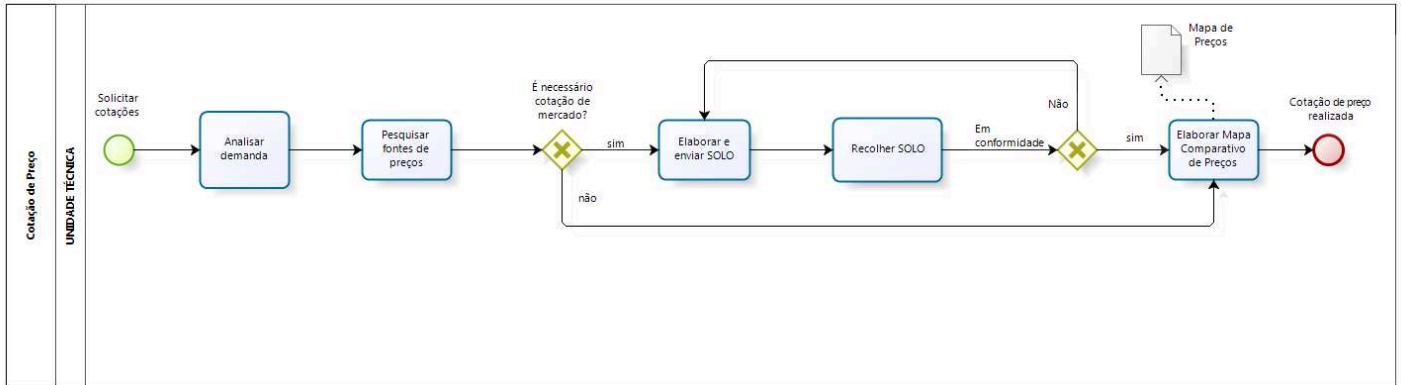 Cotação de Preço
UNIDADE TÉCNICA
Solicitar
cotações
Analisar
demanda
Pesquisar
fontes de
preços
É necessário
cotação de
mercado?
sim
não
Elaborar e
enviar SOLO
Recolher SOLO
Em
conformidade
Não
sim
Mapa de
Preços
Elaborar Mapa
Comparativo
de Preços
Cotação de preço
realizada